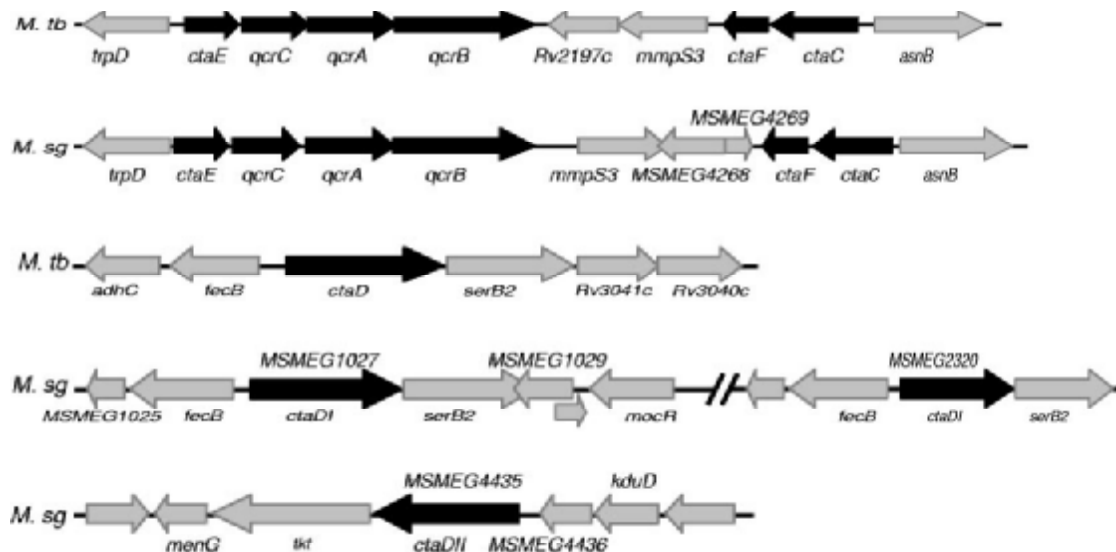 M. tb
trpD ctaE qcrC qcrA qcrB Rv2197c mmpS3 ctaF ctaC asnB
MSMEG4269
M. sg
trpD ctaE qcrC qcrA qcrB mmpS3 MSMEG4268 ctaF ctaC asnB
M. tb
adhC fecB ctaD serB2 Rv3041c Rv3040c
MSMEG1027 MSMEG1029 MSMEG2320
M. sg
MSMEG1025 fecB ctaDI serB2 mocR fecB ctaDI serB2
MSMEG4435 kduD
M. sg
menG tkt ctaDII MSMEG4436